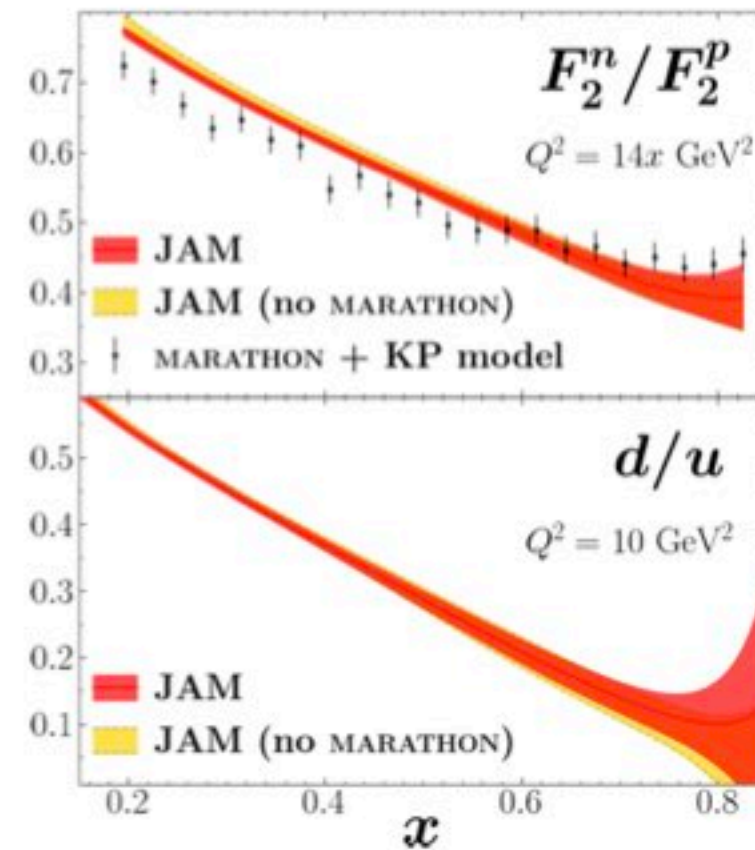 0.7
0.6
0.5
0.4
0.3
F₂ⁿ/F₂ᵖ
Q² = 14x GeV²
JAM
JAM (no MARATHON)
MARATHON + KP model
0.5
0.4
0.3
0.2
0.1
d/u
Q² = 10 GeV²
JAM
JAM (no MARATHON)
0.2 0.4 0.6 0.8
x